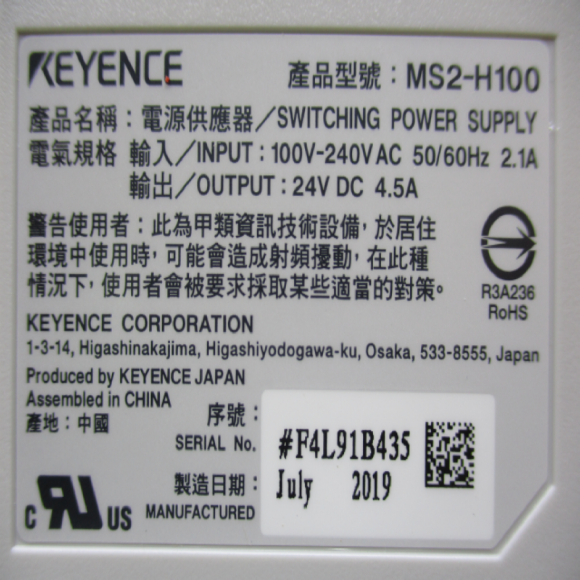 KEYENCE 產品型號：MS2-H100
產品名稱：電源供應器／SWITCHING POWER SUPPLY
電氣規格 輸入／INPUT : 100V-240V AC 50/60Hz 2.1A
輸出／OUTPUT : 24V DC 4.5A
警告使用者：此為甲類資訊技術設備，於居住
環境中使用時，可能會造成射頻擾動，在此種
情況下，使用者會被要求採取某些適當的對策。
R3A236
RoHS
KEYENCE CORPORATION
1-3-14, Higashinakajima, Higashiyodogawa-ku, Osaka, 533-8555, Japan
Produced by KEYENCE JAPAN
Assembled in CHINA
產地：中國
序號：
SERIAL No.
#F4L91B435
製造日期：
MANUFACTURED
July 2019
c RU US